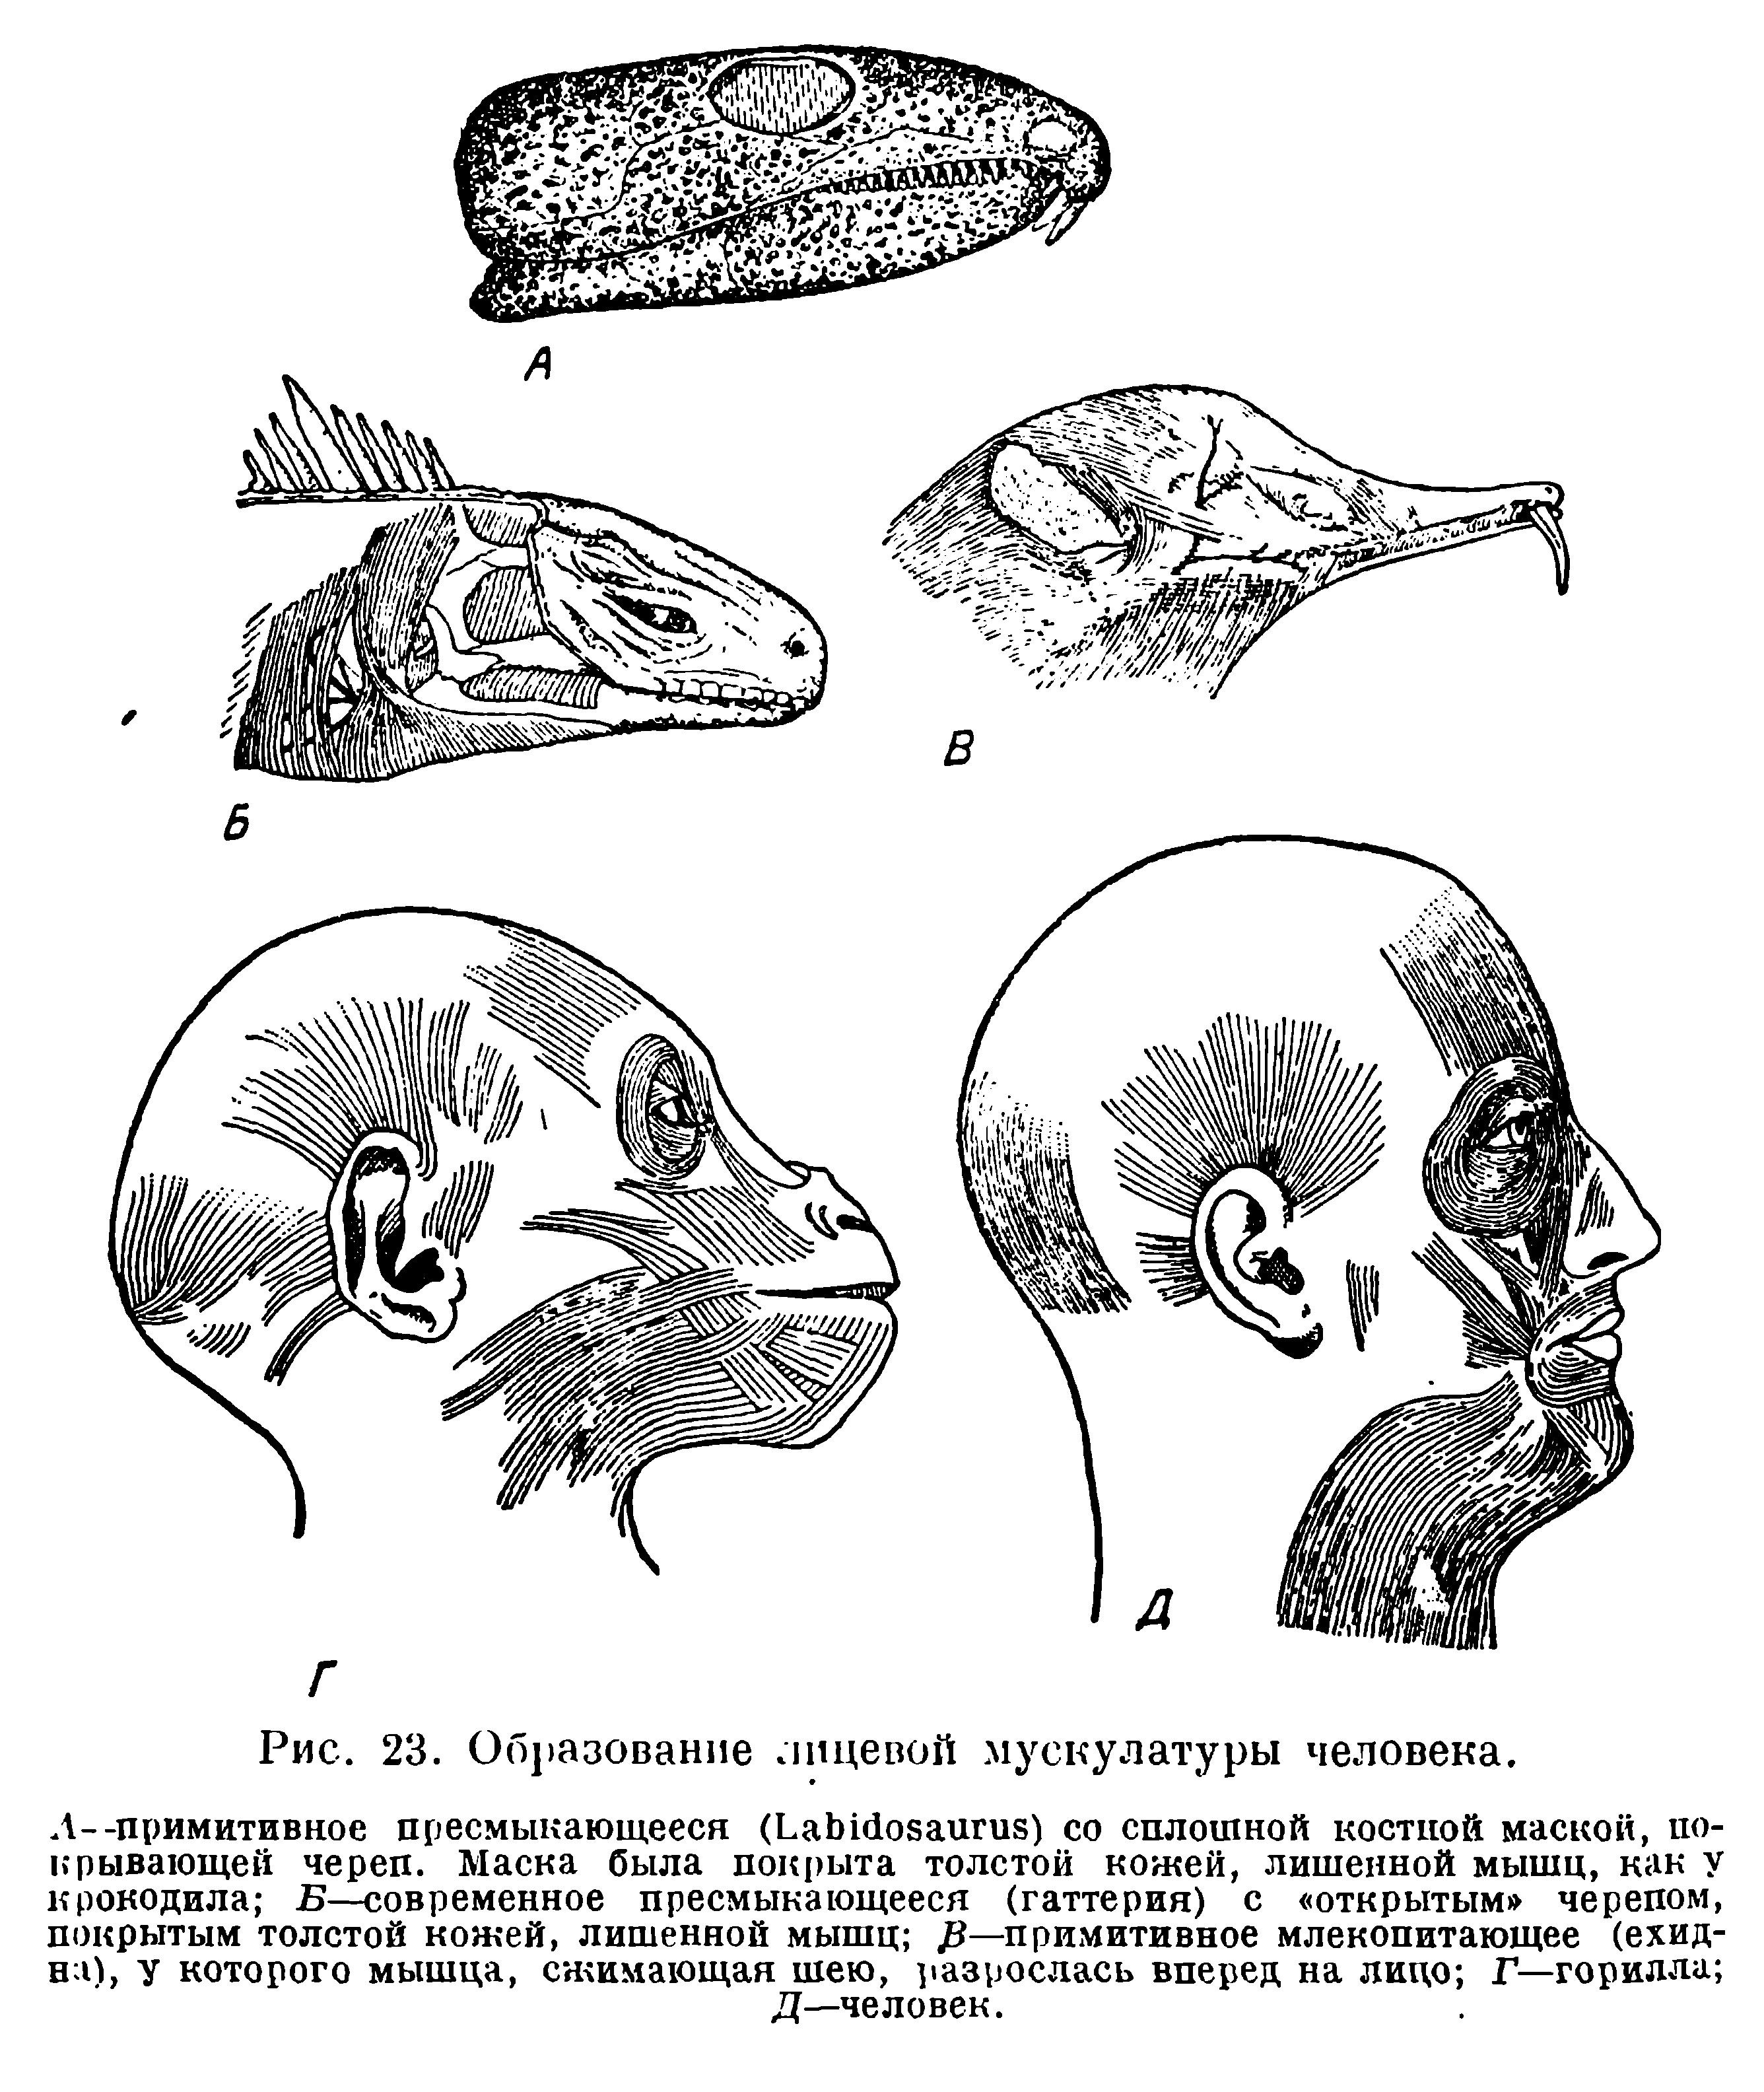 А
Б
В
Г
Д
Рис. 23. Образование лицевой мускулатуры человека.
А--примитивное пресмыкающееся (Labidosaurus) со сплошной костной маской, по-
крывающей череп. Маска была покрыта толстой кожей, лишенной мышц, как у
крокодила; Б—современное пресмыкающееся (гаттерия) с «открытым» черепом,
покрытым толстой кожей, лишенной мышц; В—примитивное млекопитающее (ехид-
на), у которого мышца, сжимающая шею, разрослась вперед на лицо; Г—горилла;
Д—человек.